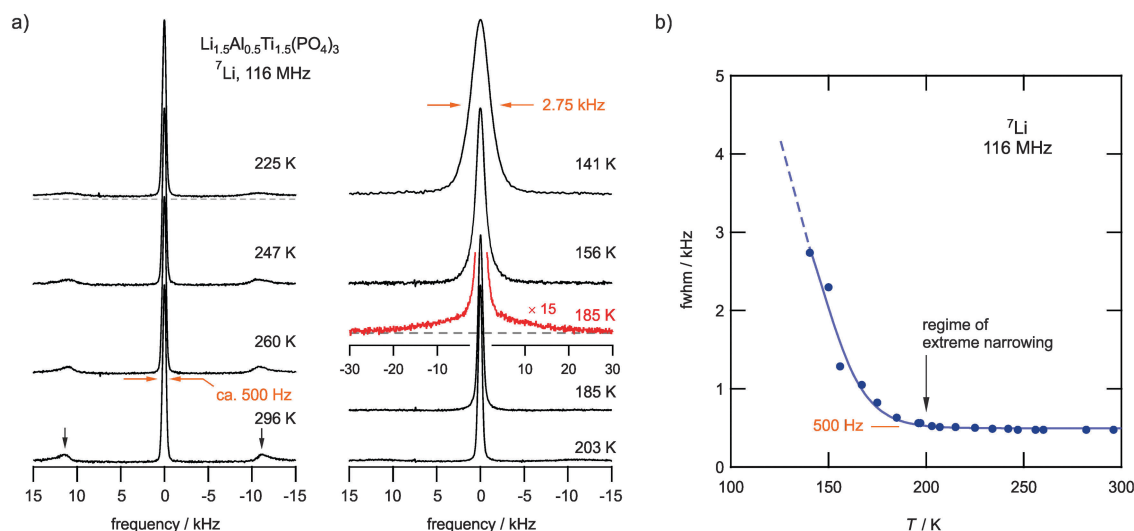 a)
Li1.5Al0.5Ti1.5(PO4)3
7Li, 116 MHz
225 K
247 K
260 K
ca. 500 Hz
296 K
15 10 5 0 -5 -10 -15
frequency / kHz
2.75 kHz
141 K
156 K
× 15
185 K
-30 -20 -10 0 10 20 30
185 K
203 K
15 10 5 0 -5 -10 -15
frequency / kHz
b)
5
4
3
2
1
0
fwhm / kHz
7Li
116 MHz
regime of
extreme narrowing
500 Hz
100 150 200 250 300
T / K